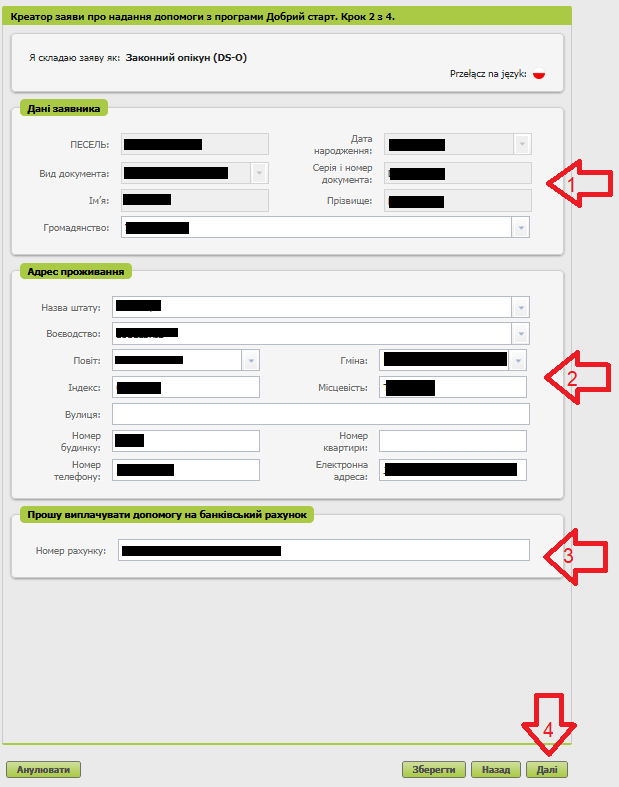 Креатор заяви про надання допомоги з програми Добрий старт. Крок 2 з 4.
Я складаю заяву як: Законний опікун (DS-O)
Przełącz na język:
Дані заявника
ПЕСЕЛЬ:
Дата народження:
Вид документа:
Серія і номер документа:
1
Ім'я:
Прізвище:
Громадянство:
Адрес проживання
Назва штату:
Воєводство:
Повіт:
Гміна:
2
Індекс:
Місцевість:
Вулиця:
Номер будинку:
Номер квартири:
Номер телефону:
Електронна адреса:
Прошу виплачувати допомогу на банківський рахунок
Номер рахунку:
3
4
Анулювати
Зберегти
Назад
Далі